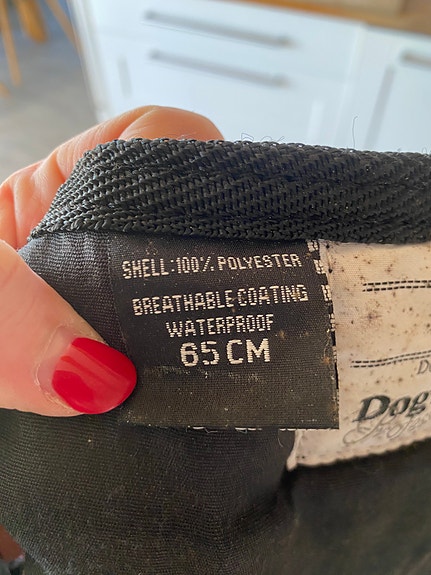 SHELL:100% POLYESTER
BREATHABLE COATING
WATERPROOF
65 CM
Dog